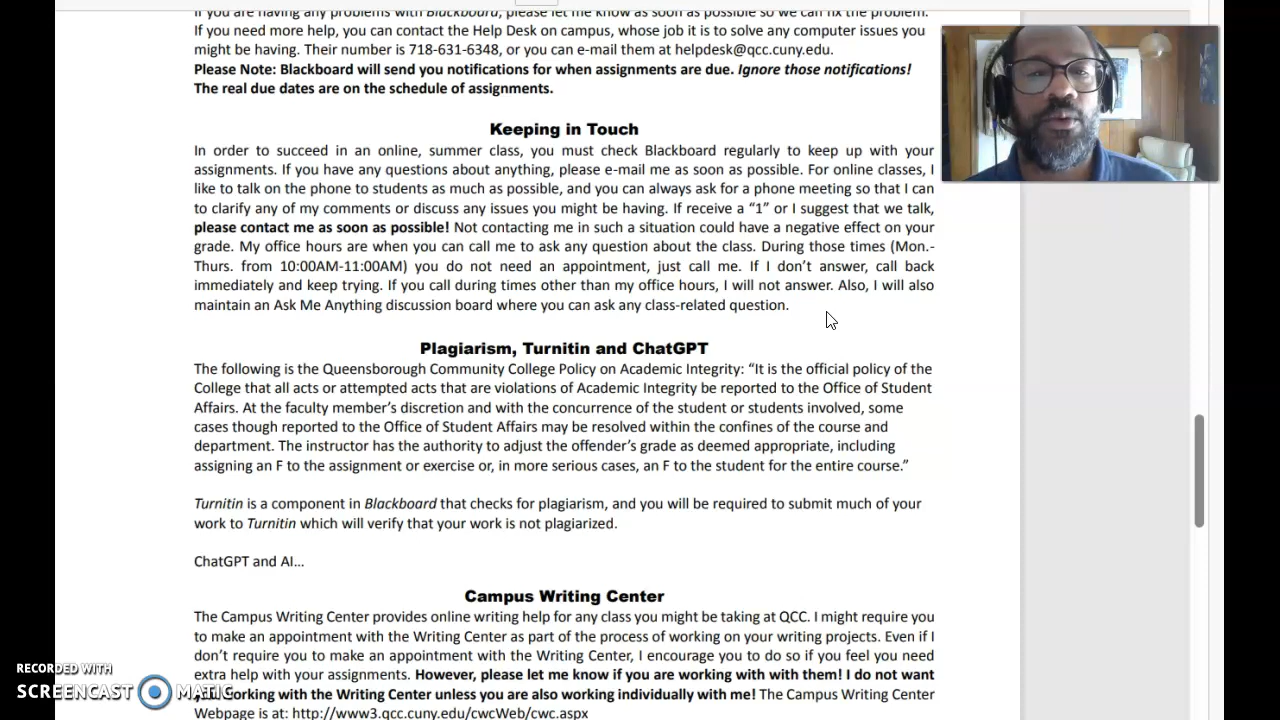 If you are having any problems with Blackboard, please let me know as soon as possible so we can fix the problem.
If you need more help, you can contact the Help Desk on campus, whose job it is to solve any computer issues you
might be having. Their number is 718-631-6348, or you can e-mail them at helpdesk@qcc.cuny.edu.
Please Note: Blackboard will send you notifications for when assignments are due. Ignore those notifications!
The real due dates are on the schedule of assignments.
Keeping in Touch
In order to succeed in an online, summer class, you must check Blackboard regularly to keep up with your
assignments. If you have any questions about anything, please e-mail me as soon as possible. For online classes, I
like to talk on the phone to students as much as possible, and you can always ask for a phone meeting so that I can
to clarify any of my comments or discuss any issues you might be having. If receive a “1” or I suggest that we talk,
please contact me as soon as possible! Not contacting me in such a situation could have a negative effect on your
grade. My office hours are when you can call me to ask any question about the class. During those times (Mon.-
Thurs. from 10:00AM-11:00AM) you do not need an appointment, just call me. If I don’t answer, call back
immediately and keep trying. If you call during times other than my office hours, I will not answer. Also, I will also
maintain an Ask Me Anything discussion board where you can ask any class-related question.
Plagiarism, Turnitin and ChatGPT
The following is the Queensborough Community College Policy on Academic Integrity: “It is the official policy of the
College that all acts or attempted acts that are violations of Academic Integrity be reported to the Office of Student
Affairs. At the faculty member’s discretion and with the concurrence of the student or students involved, some
cases though reported to the Office of Student Affairs may be resolved within the confines of the course and
department. The instructor has the authority to adjust the offender’s grade as deemed appropriate, including
assigning an F to the assignment or exercise or, in more serious cases, an F to the student for the entire course.”
Turnitin is a component in Blackboard that checks for plagiarism, and you will be required to submit much of your
work to Turnitin which will verify that your work is not plagiarized.
ChatGPT and AI...
Campus Writing Center
The Campus Writing Center provides online writing help for any class you might be taking at QCC. I might require you
to make an appointment with the Writing Center as part of the process of working on your writing projects. Even if I
don’t require you to make an appointment with the Writing Center, I encourage you to do so if you feel you need
extra help with your assignments. However, please let me know if you are working with with them! I do not want
working with the Writing Center unless you are also working individually with me! The Campus Writing Center
Webpage is at: http://www3.qcc.cuny.edu/cwcWeb/cwc.aspx
RECORDED WITH
SCREENCAST MATIC